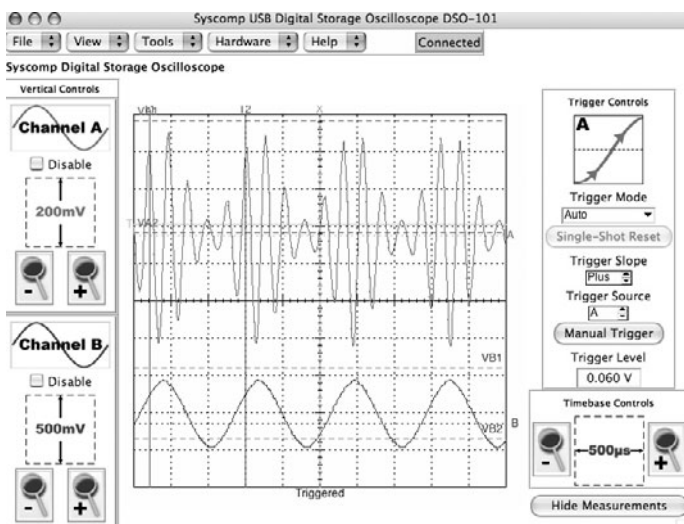 Syscomp USB Digital Storage Oscilloscope DSO-101
File View Tools Hardware Help Connected
Syscomp Digital Storage Oscilloscope
Vertical Controls
Channel A
Disable
200mV
- +
Channel B
Disable
500mV
- +
T2 X
VA2
A
VB1
VB2
B
Triggered
Trigger Controls
A
Trigger Mode
Auto
Single-Shot Reset
Trigger Slope
Plus
Trigger Source
A
Manual Trigger
Trigger Level
0.060 V
Timebase Controls
- 500µs +
Hide Measurements